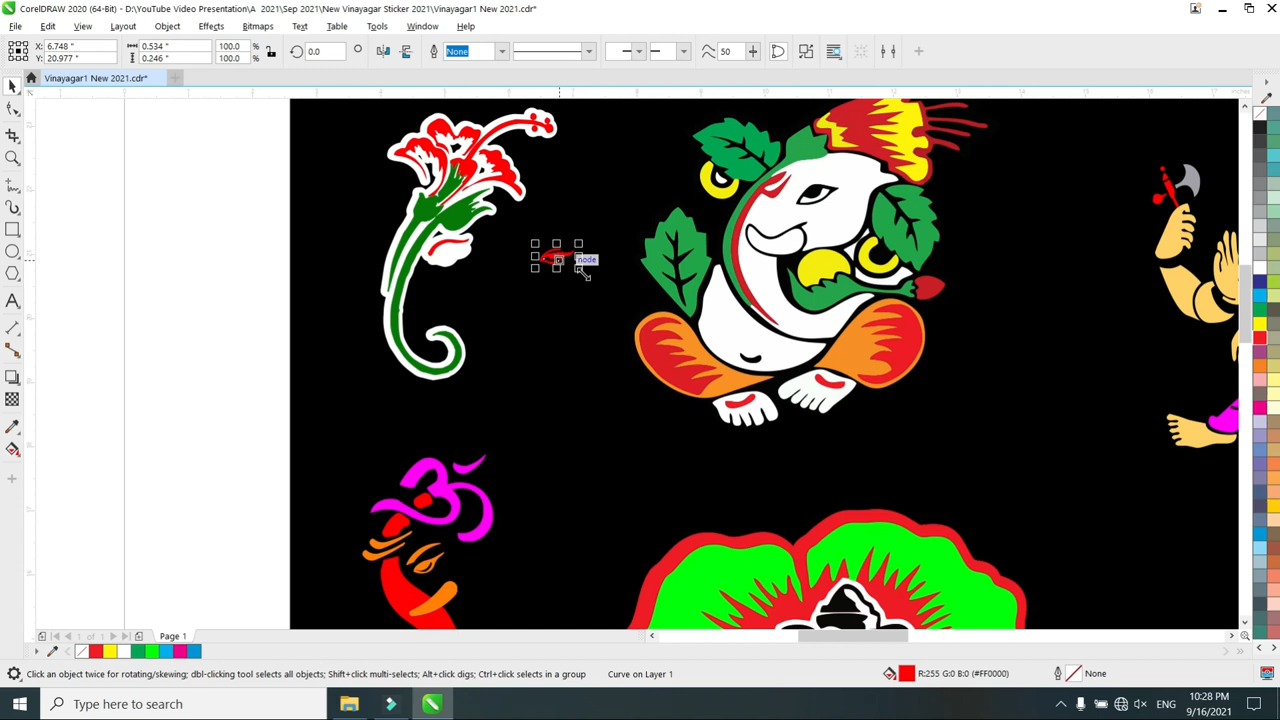 CorelDRAW 2020 (64-Bit) - D:\YouTube Video Presentation\A 2021\Sep 2021\New Vinayagar Sticker 2021\Vinayagar1 New 2021.cdr*
File Edit View Layout Object Effects Bitmaps Text Table Tools Window Help
X: 6.748 " 0.534 " 100.0 % 0.0 None 50
Y: 20.977 " 0.246 " 100.0 %
Vinayagar1 New 2021.cdr*
inches
node
ॐ
1 of 1 Page 1
Click an object twice for rotating/skewing; dbl-clicking tool selects all objects; Shift+click multi-selects; Alt+click digs; Ctrl+click selects in a group Curve on Layer 1 R:255 G:0 B:0 (#FF0000) None
Type here to search ENG 10:28 PM
9/16/2021